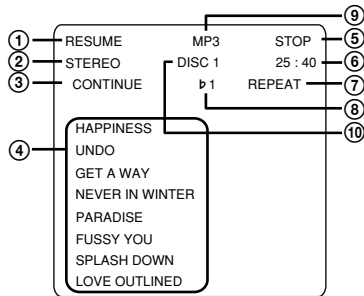 ⑨
① RESUME MP3 STOP ⑤
② STEREO DISC 1 25 : 40 ⑥
③ CONTINUE ♭ 1 REPEAT ⑦
⑧
⑩
④
HAPPINESS
UNDO
GET A WAY
NEVER IN WINTER
PARADISE
FUSSY YOU
SPLASH DOWN
LOVE OUTLINED